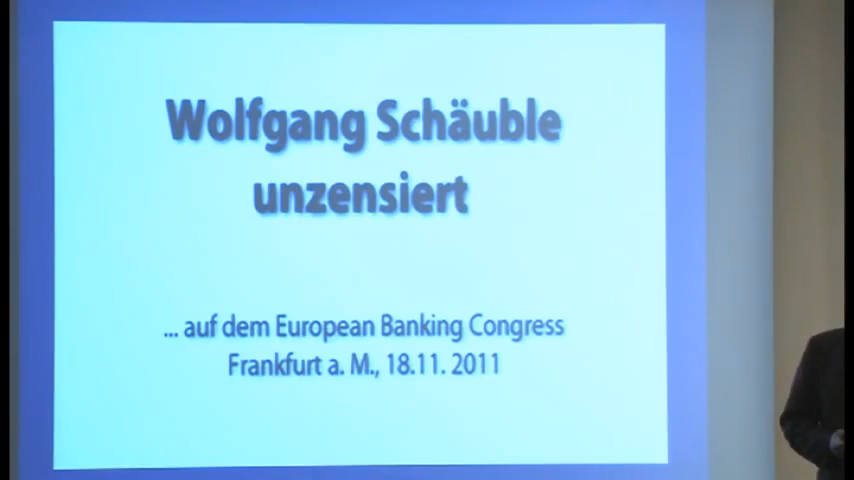 Wolfgang Schäuble
unzensiert
... auf dem European Banking Congress
Frankfurt a. M., 18.11. 2011